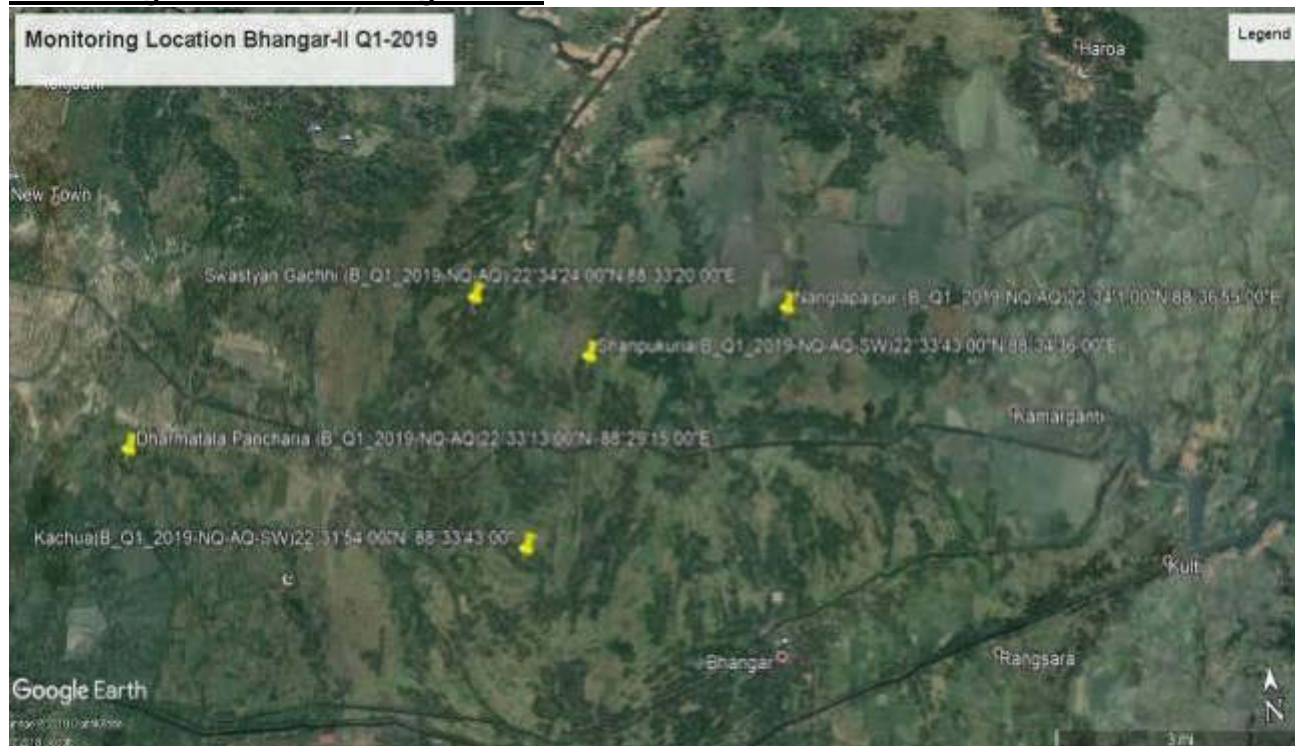 Monitoring Location Bhangar-II Q1-2019
Legend
Haroa
New Town
Swastyan Gachhi (B_Q1_2019-NQ-AQ) 22°34'24.00"N 88°33'20.00"E
Nanglapalpur (B_Q1_2019-NQ-AQ)22°34'1.00"N 88°36'53.00"E
Shanpukuria(B_Q1_2019-NQ-AQ-SW)22°33'43.00"N 88°34'36.00"E
Kamarganti
Dharmatala Pancharia (B_Q1_2019-NQ-AQ)22°33'13.00"N 88°29'15.00"E
Kachua(B_Q1_2019-NQ-AQ-SW)22°31'54.00"N 88°33'43.00"
Kulti
Bhangar
Rangsara
Google Earth
N
3 mi